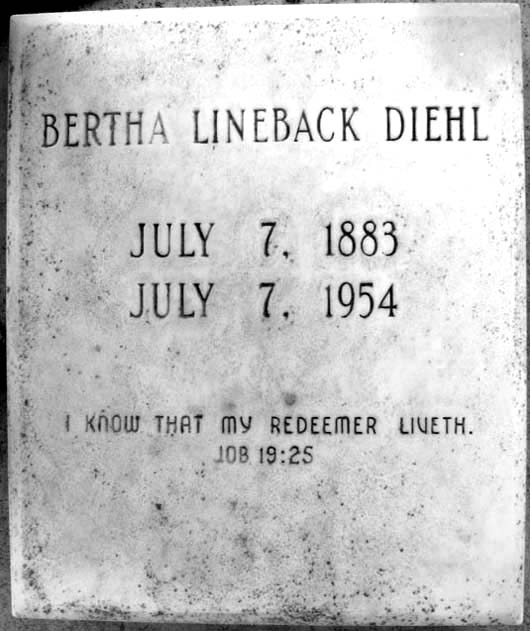 BERTHA LINEBACK DIEHL
JULY 7, 1883
JULY 7, 1954
I KNOW THAT MY REDEEMER LIVETH.
JOB 19:25